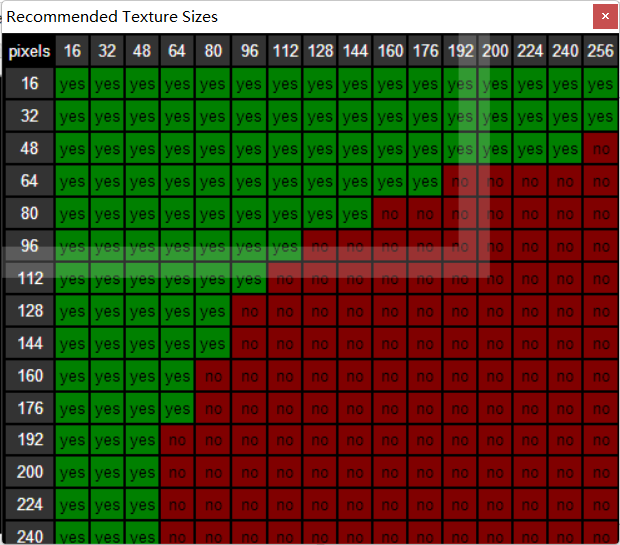 Recommended Texture Sizes ×
pixels 16 32 48 64 80 96 112 128 144 160 176 192 200 224 240 256
16 yes yes yes yes yes yes yes yes yes yes yes yes yes yes yes yes
32 yes yes yes yes yes yes yes yes yes yes yes yes yes yes yes yes
48 yes yes yes yes yes yes yes yes yes yes yes yes yes yes yes no
64 yes yes yes yes yes yes yes yes yes yes yes no no no no no
80 yes yes yes yes yes yes yes yes yes no no no no no no no
96 yes yes yes yes yes yes yes no no no no no no no no no
112 yes yes yes yes yes yes no no no no no no no no no no
128 yes yes yes yes yes no no no no no no no no no no no
144 yes yes yes yes yes no no no no no no no no no no no
160 yes yes yes yes no no no no no no no no no no no no
176 yes yes yes yes no no no no no no no no no no no no
192 yes yes yes no no no no no no no no no no no no no
200 yes yes yes no no no no no no no no no no no no no
224 yes yes yes no no no no no no no no no no no no no
240 yes yes yes no no no no no no no no no no no no no